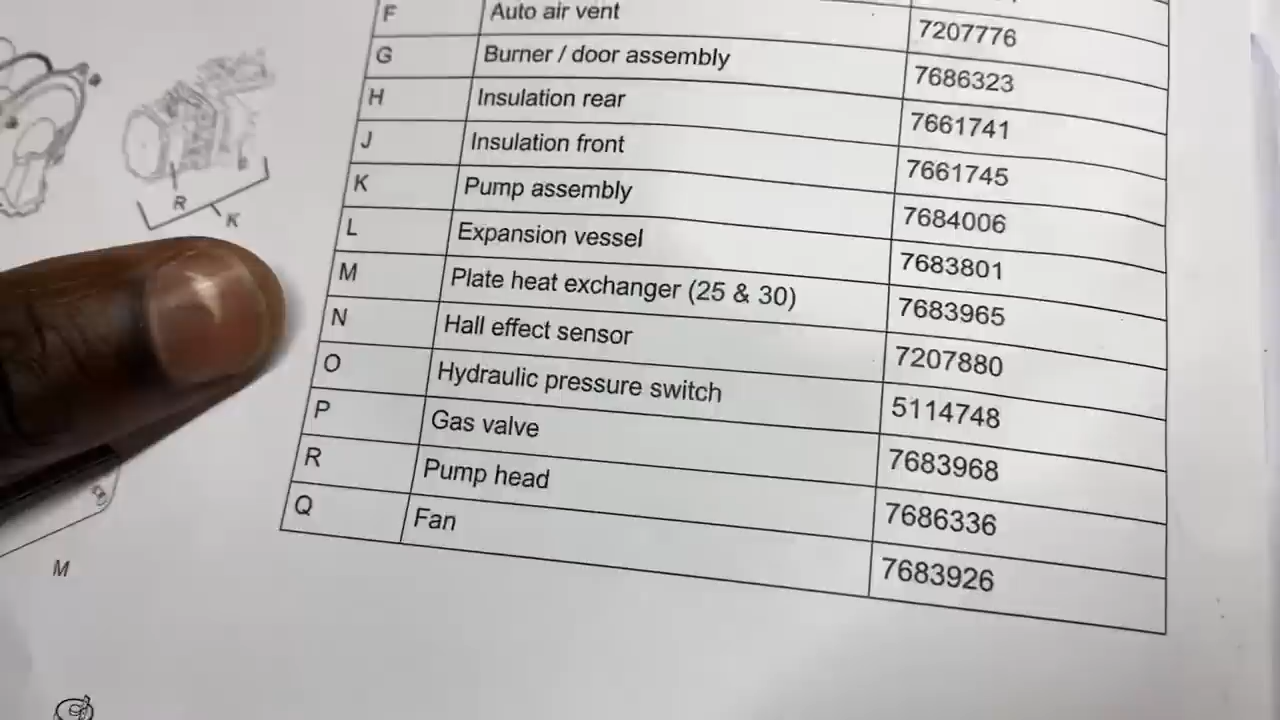 F Auto air vent 7207776
G Burner / door assembly 7686323
H Insulation rear 7661741
J Insulation front 7661745
K Pump assembly 7684006
L Expansion vessel 7683801
M Plate heat exchanger (25 & 30) 7683965
N Hall effect sensor 7207880
O Hydraulic pressure switch 5114748
P Gas valve 7683968
R Pump head 7686336
Q Fan 7683926
R
K
M